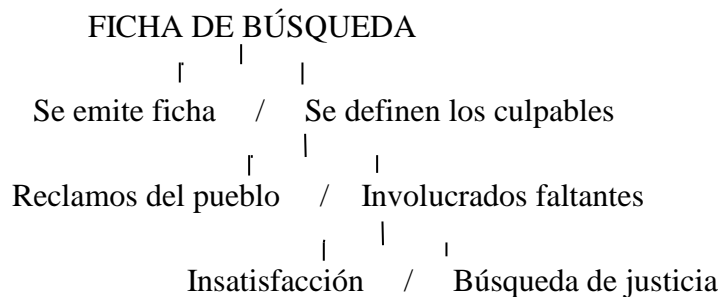 FICHA DE BÚSQUEDA
Se emite ficha / Se definen los culpables
Reclamos del pueblo / Involucrados faltantes
Insatisfacción / Búsqueda de justicia